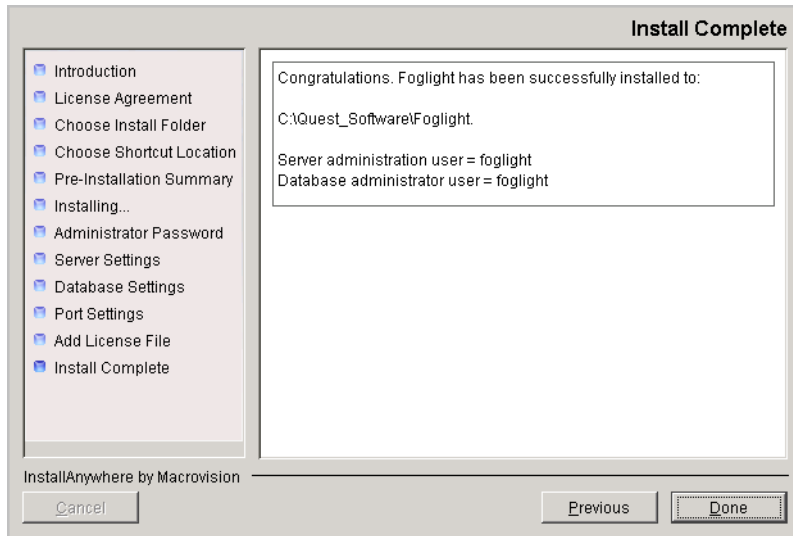 Install Complete
Introduction
License Agreement
Choose Install Folder
Choose Shortcut Location
Pre-Installation Summary
Installing...
Administrator Password
Server Settings
Database Settings
Port Settings
Add License File
Install Complete
Congratulations. Foglight has been successfully installed to:
C:\Quest_Software\Foglight.
Server administration user = foglight
Database administrator user = foglight
InstallAnywhere by Macrovision
Cancel
Previous
Done